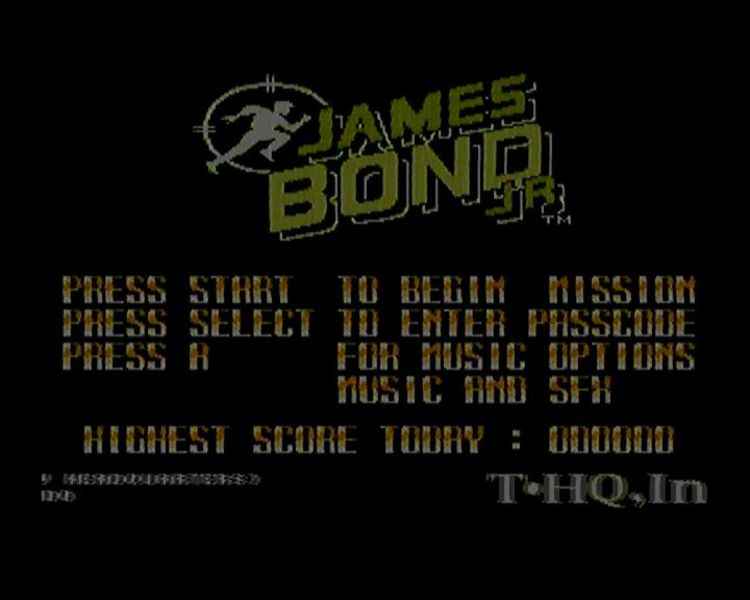 JAMES
BOND
JR
TM
PRESS START TO BEGIN MISSION
PRESS SELECT TO ENTER PASSCODE
PRESS A FOR MUSIC OPTIONS
MUSIC AND SFX
HIGHEST SCORE TODAY : 000000
T•HQ,In